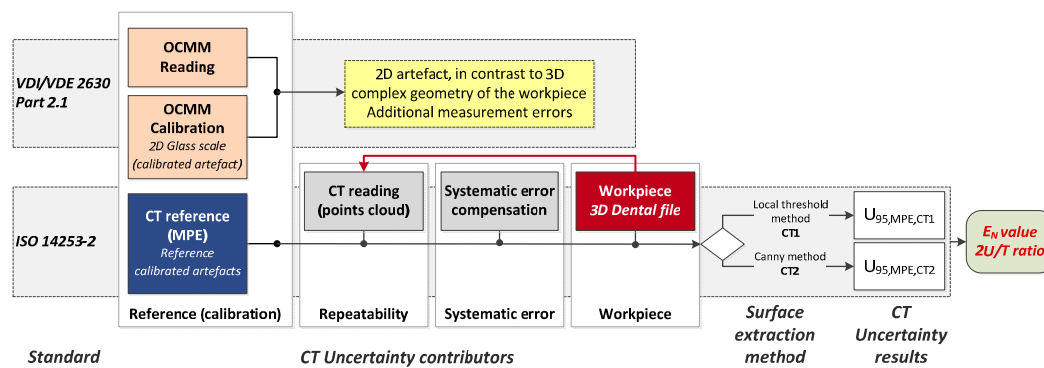 VDI/VDE 2630
Part 2.1
OCMM
Reading
OCMM
Calibration
2D Glass scale
(calibrated artefact)
2D artefact, in contrast to 3D
complex geometry of the workpiece
Additional measurement errors
ISO 14253-2
CT reference
(MPE)
Reference
calibrated artefacts
CT reading
(points cloud)
Systematic error
compensation
Workpiece
3D Dental file
Local threshold
method
CT1
Canny method
CT2
U95,MPE,CT1
U95,MPE,CT2
EN value
2U/T ratio
Reference (calibration)
Repeatability
Systematic error
Workpiece
Standard
CT Uncertainty contributors
Surface
extraction
method
CT
Uncertainty
results